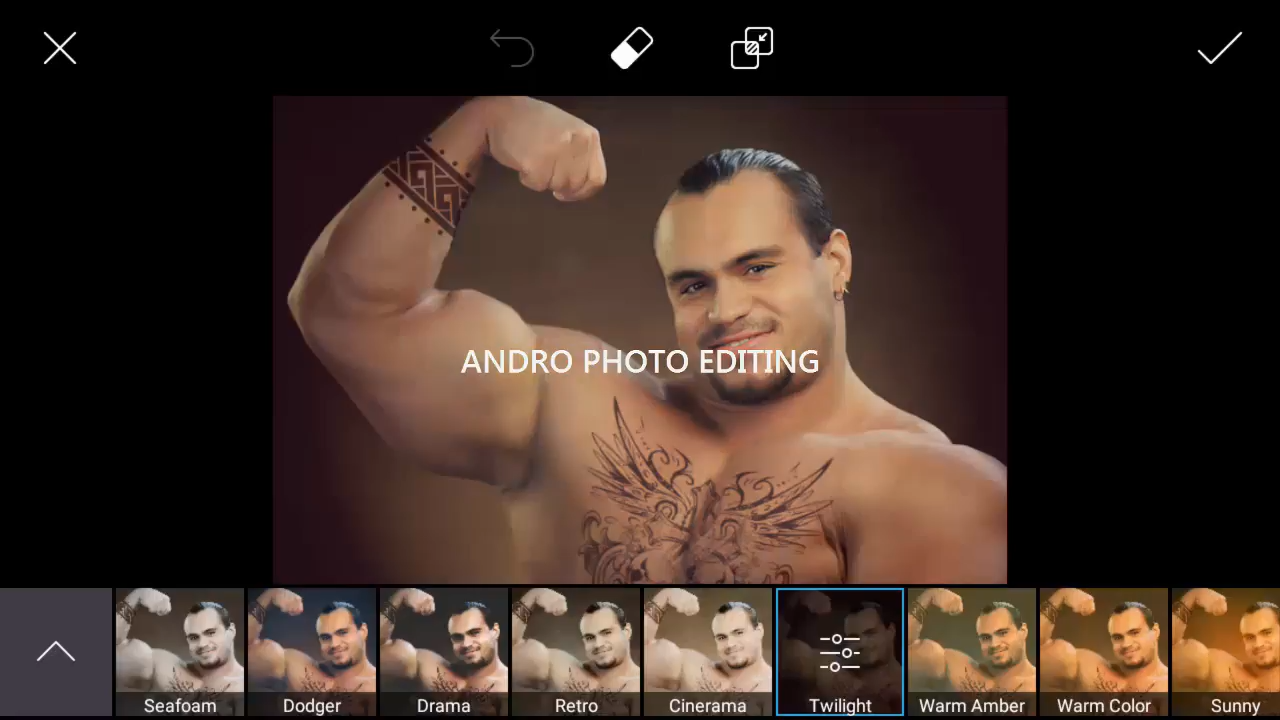 ANDRO PHOTO EDITING
Seafoam
Dodger
Drama
Retro
Cinerama
Twilight
Warm Amber
Warm Color
Sunny